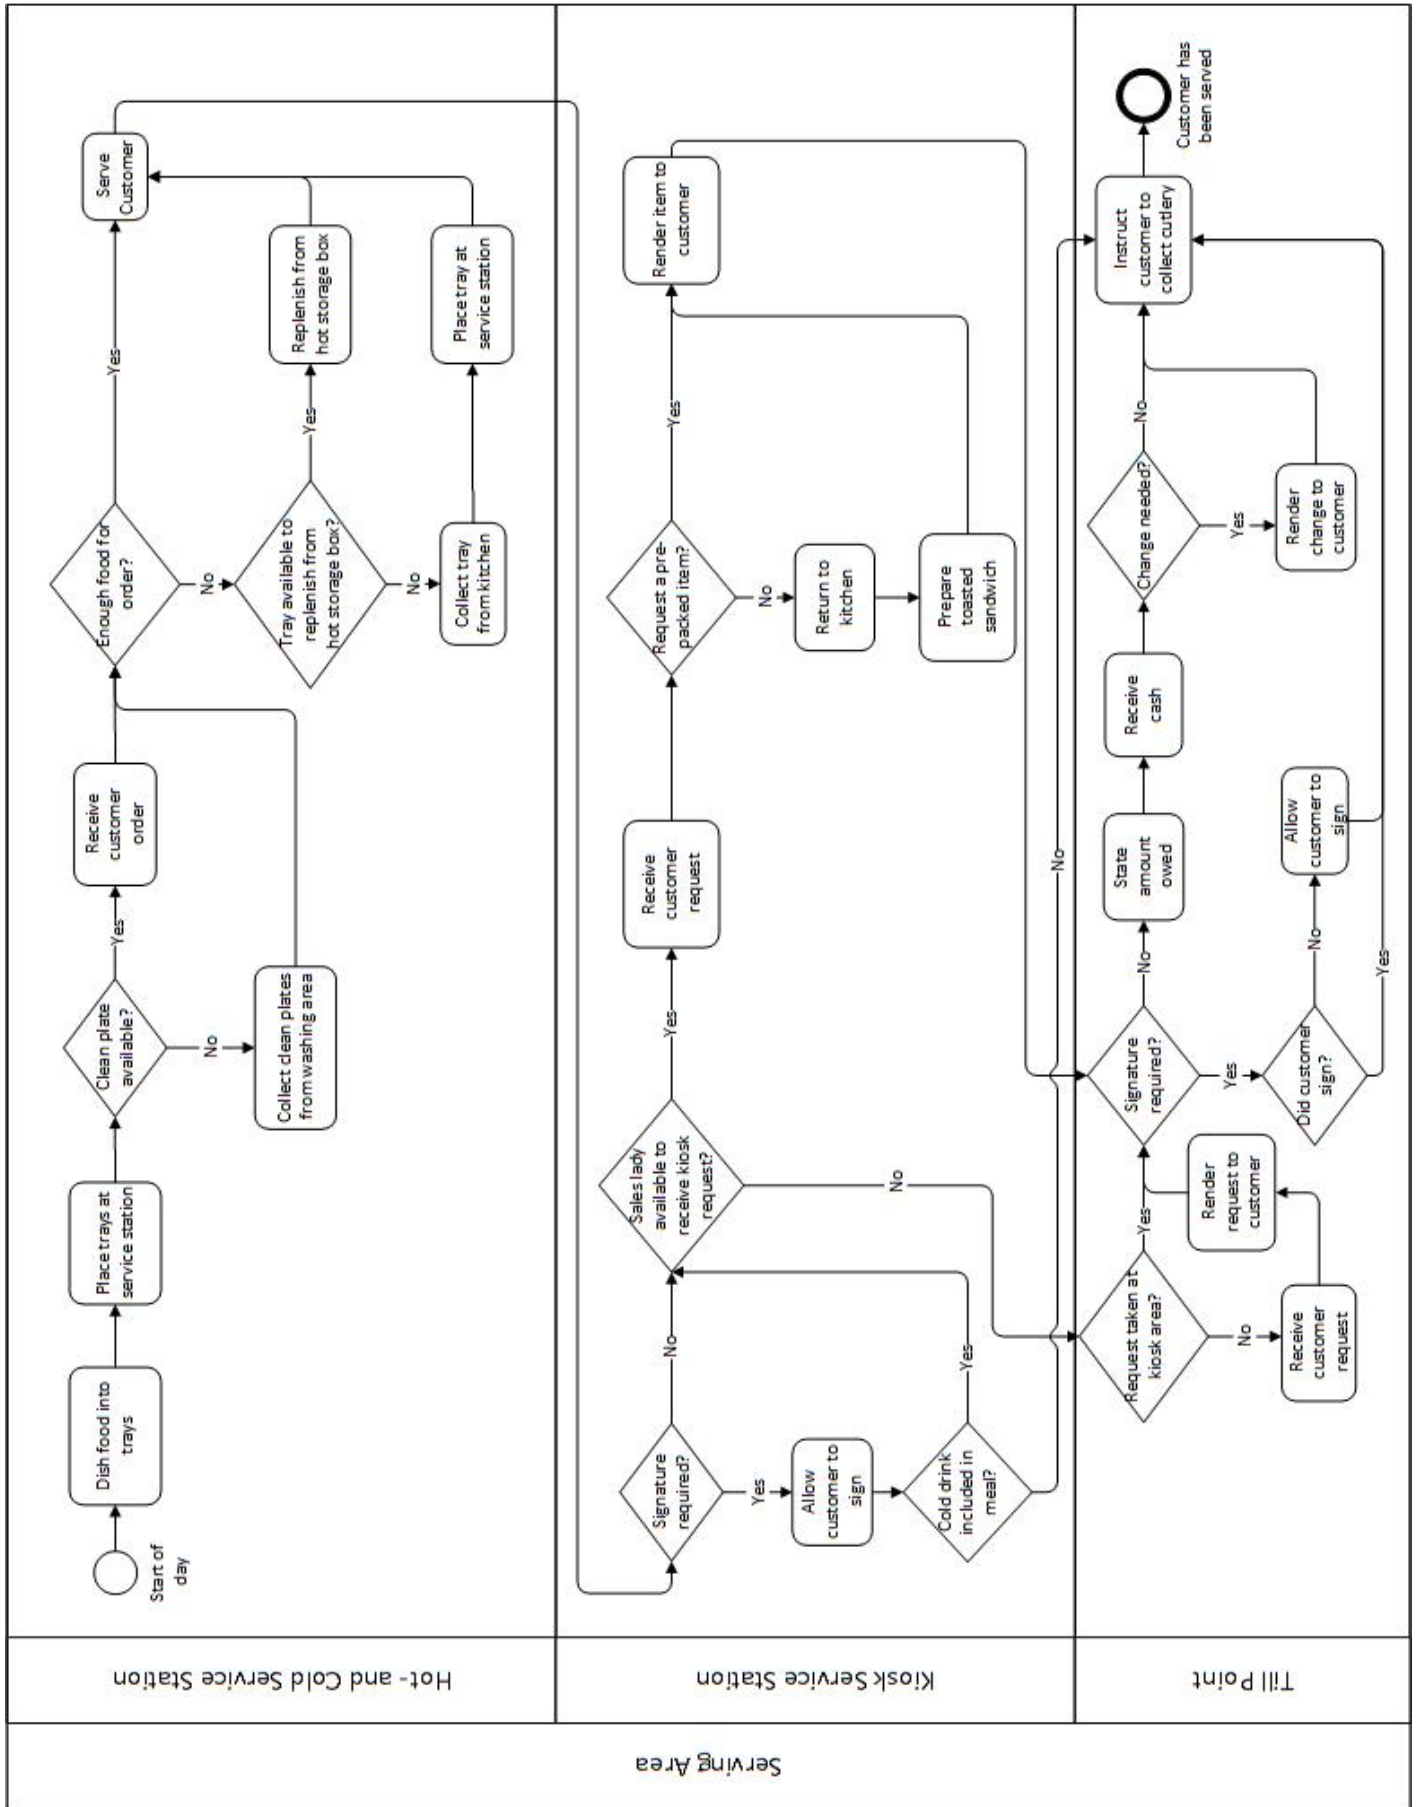 Serving Area
Hot- and Cold Service Station
Start of
day
Dish food into
trays
Place trays at
service station
Clean plate
available?
Yes
No
Collect clean plates
from washing area
Receive
customer
order
Enough food for
order?
Yes
No
Tray available to
replenish from
hot storage box?
Yes
No
Collect tray
from kitchen
Replenish from
hot storage box
Place tray at
service station
Serve
Customer
Kiosk Service Station
Signature
required?
No
Yes
Allow
customer to
sign
Cold drink
included in
meal?
Yes
No
Sales lady
available to
receive kiosk
request?
Yes
No
Receive
customer
request
Request a pre-
packed item?
Yes
No
Return to
kitchen
Prepare
toasted
sandwich
Render item to
customer
Till Point
Request taken at
kiosk area?
Yes
No
Receive
customer
request
Render
request to
customer
Signature
required?
No
Yes
Did customer
sign?
No
Yes
Allow
customer to
sign
State
amount
owed
Receive
cash
Change needed?
No
Yes
Render
change to
customer
Instruct
customer to
collect cutlery
Customer has
been served